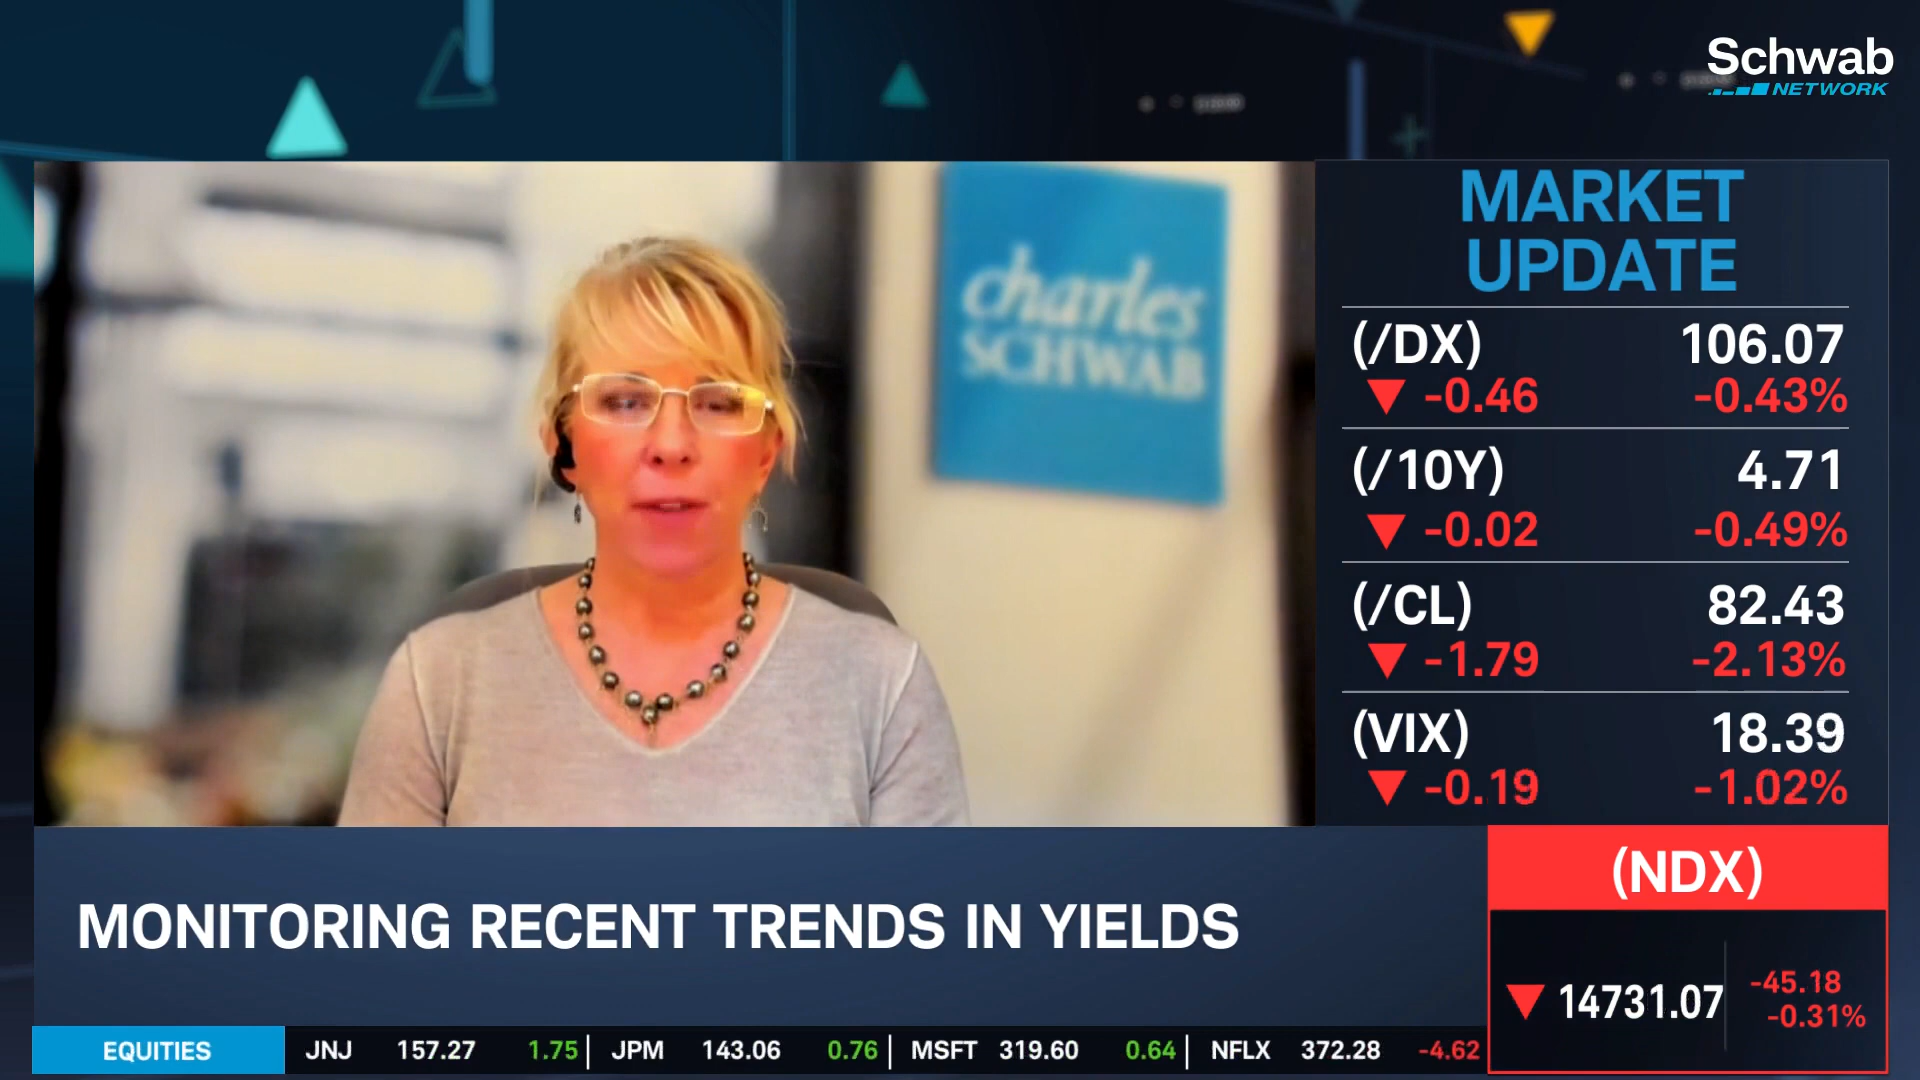 Schwab
NETWORK
charles
SCHWAB
MARKET
UPDATE
(/DX) 106.07
▼ -0.46 -0.43%
(/10Y) 4.71
▼ -0.02 -0.49%
(/CL) 82.43
▼ -1.79 -2.13%
(VIX) 18.39
▼ -0.19 -1.02%
(NDX)
▼ 14731.07
-45.18
-0.31%
MONITORING RECENT TRENDS IN YIELDS
EQUITIES JNJ 157.27 1.75 | JPM 143.06 0.76 | MSFT 319.60 0.64 | NFLX 372.28 -4.62